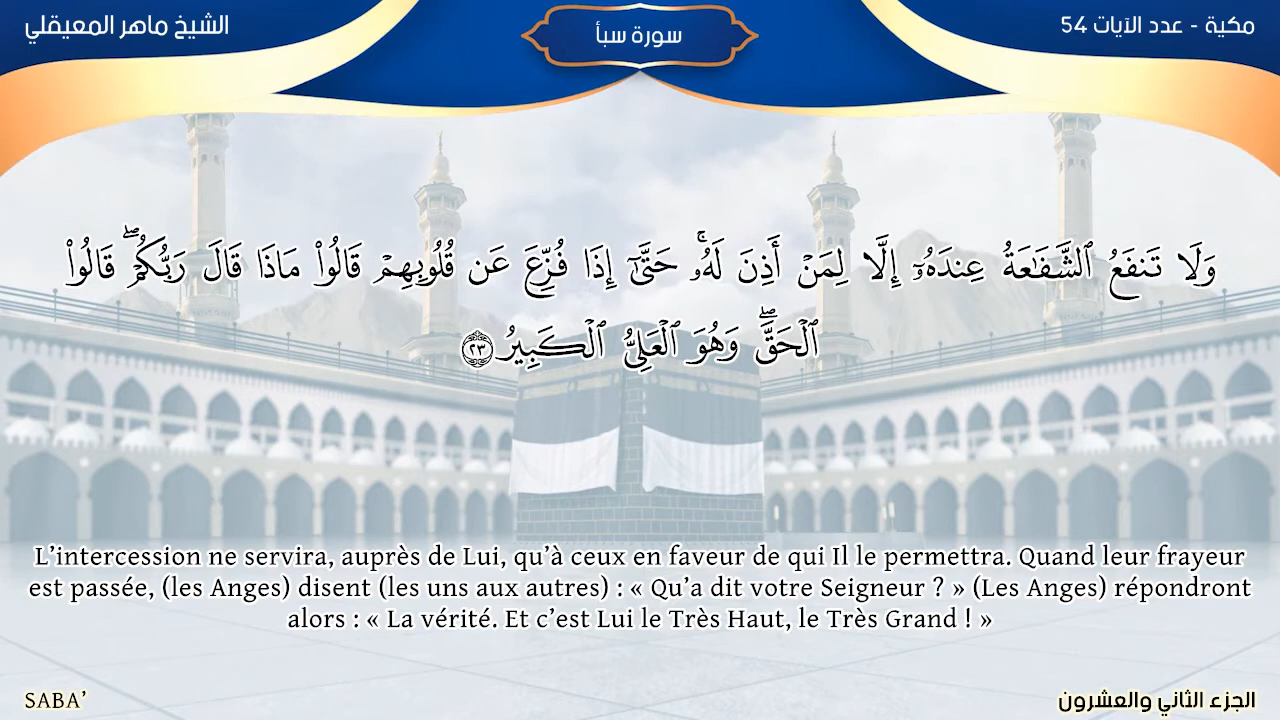 الشيخ ماهر المعيقلي
سورة سبأ
مكية - عدد الآيات 54
وَلَا تَنفَعُ ٱلشَّفَٰعَةُ عِندَهُۥٓ إِلَّا لِمَنْ أَذِنَ لَهُۥ ۚ حَتَّىٰٓ إِذَا فُزِّعَ عَن قُلُوبِهِمْ قَالُوا۟ مَاذَا قَالَ رَبُّكُمْ ۖ قَالُوا۟
ٱلْحَقَّ ۖ وَهُوَ ٱلْعَلِىُّ ٱلْكَبِيرُ ٢٣
L’intercession ne servira, auprès de Lui, qu’à ceux en faveur de qui Il le permettra. Quand leur frayeur
est passée, (les Anges) disent (les uns aux autres) : « Qu’a dit votre Seigneur ? » (Les Anges) répondront
alors : « La vérité. Et c’est Lui le Très Haut, le Très Grand ! »
SABA’
الجزء الثاني والعشرون